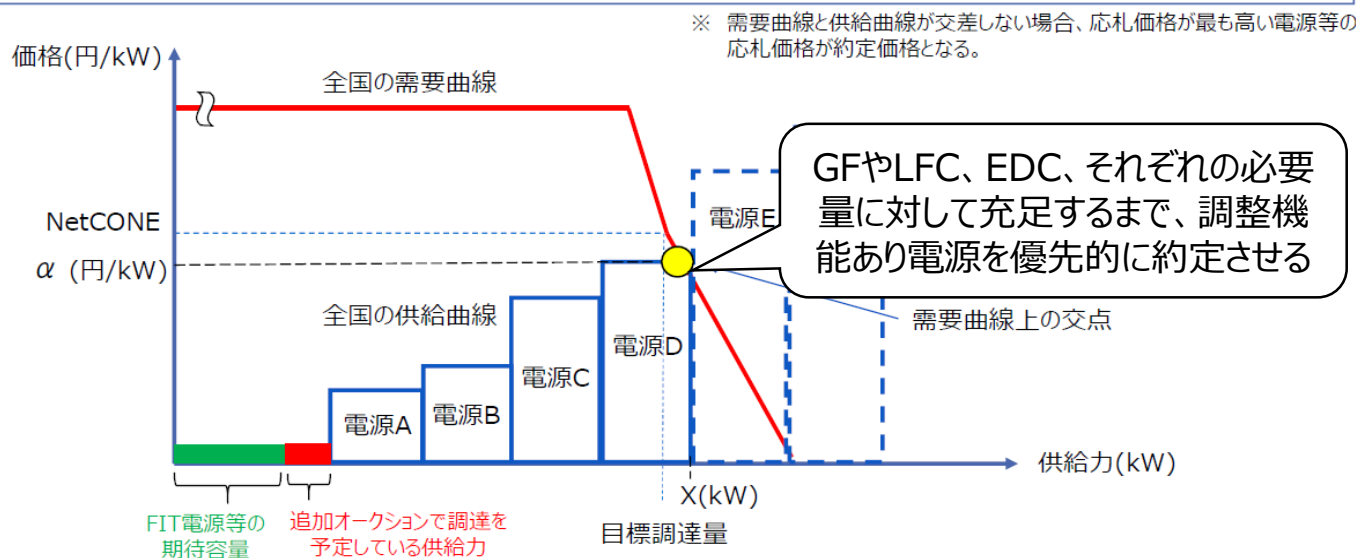 ※ 需要曲線と供給曲線が交差しない場合、応札価格が最も高い電源等の
応札価格が約定価格となる。
価格(円/kW)
全国の需要曲線
GFやLFC、EDC、それぞれの必要
量に対して充足するまで、調整機
能あり電源を優先的に約定させる
NetCONE
電源E
α (円/kW)
全国の供給曲線
需要曲線上の交点
電源D
電源C
電源B
電源A
供給力(kW)
X(kW)
FIT電源等の
期待容量
追加オークションで調達を
予定している供給力
目標調達量